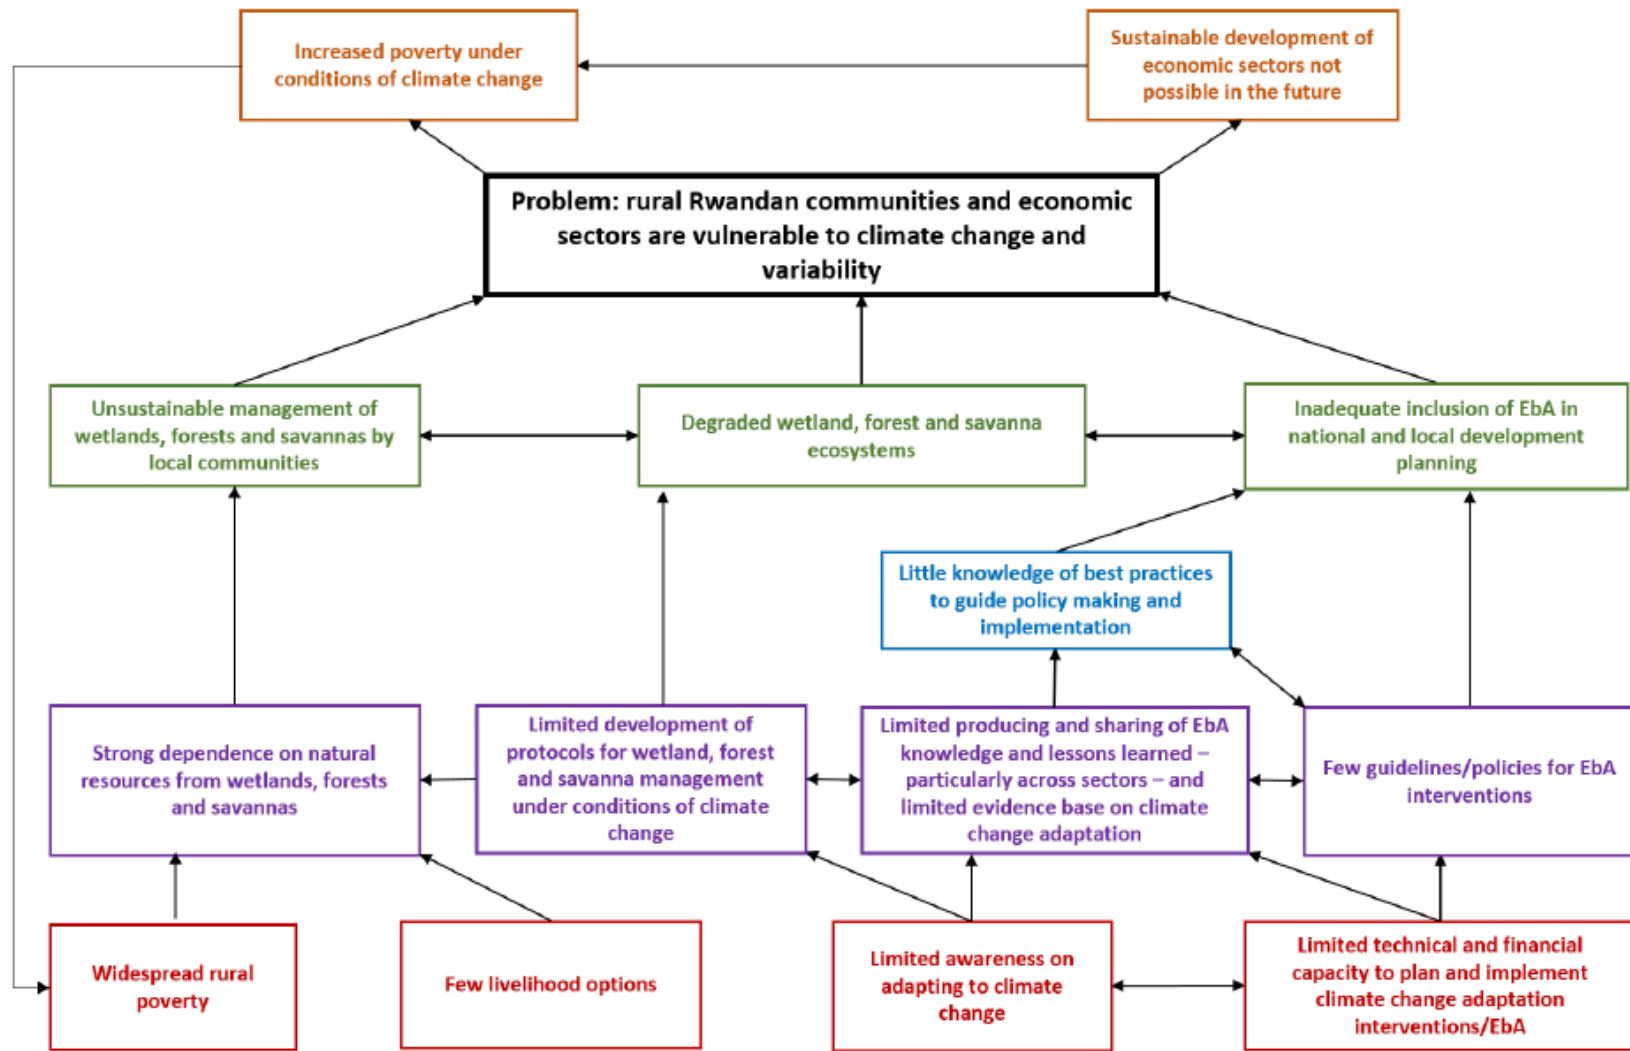 Increased poverty under
conditions of climate change
Sustainable development of
economic sectors not
possible in the future
Problem: rural Rwandan communities and economic
sectors are vulnerable to climate change and
variability
Unsustainable management of
wetlands, forests and savannas by
local communities
Degraded wetland, forest and savanna
ecosystems
Inadequate inclusion of EbA in
national and local development
planning
Little knowledge of best practices
to guide policy making and
implementation
Strong dependence on natural
resources from wetlands, forests
and savannas
Limited development of
protocols for wetland, forest
and savanna management
under conditions of climate
change
Limited producing and sharing of EbA
knowledge and lessons learned –
particularly across sectors – and
limited evidence base on climate
change adaptation
Few guidelines/policies for EbA
interventions
Widespread rural
poverty
Few livelihood options
Limited awareness on
adapting to climate
change
Limited technical and financial
capacity to plan and implement
climate change adaptation
interventions/EbA